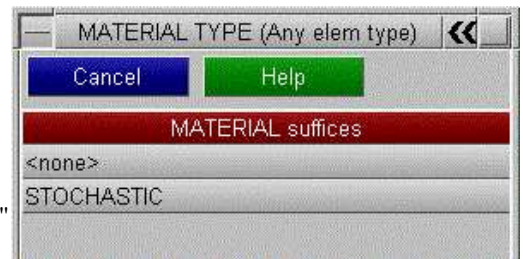 MATERIAL TYPE (Any elem type)
Cancel Help
MATERIAL suffices
<none>
" STOCHASTIC